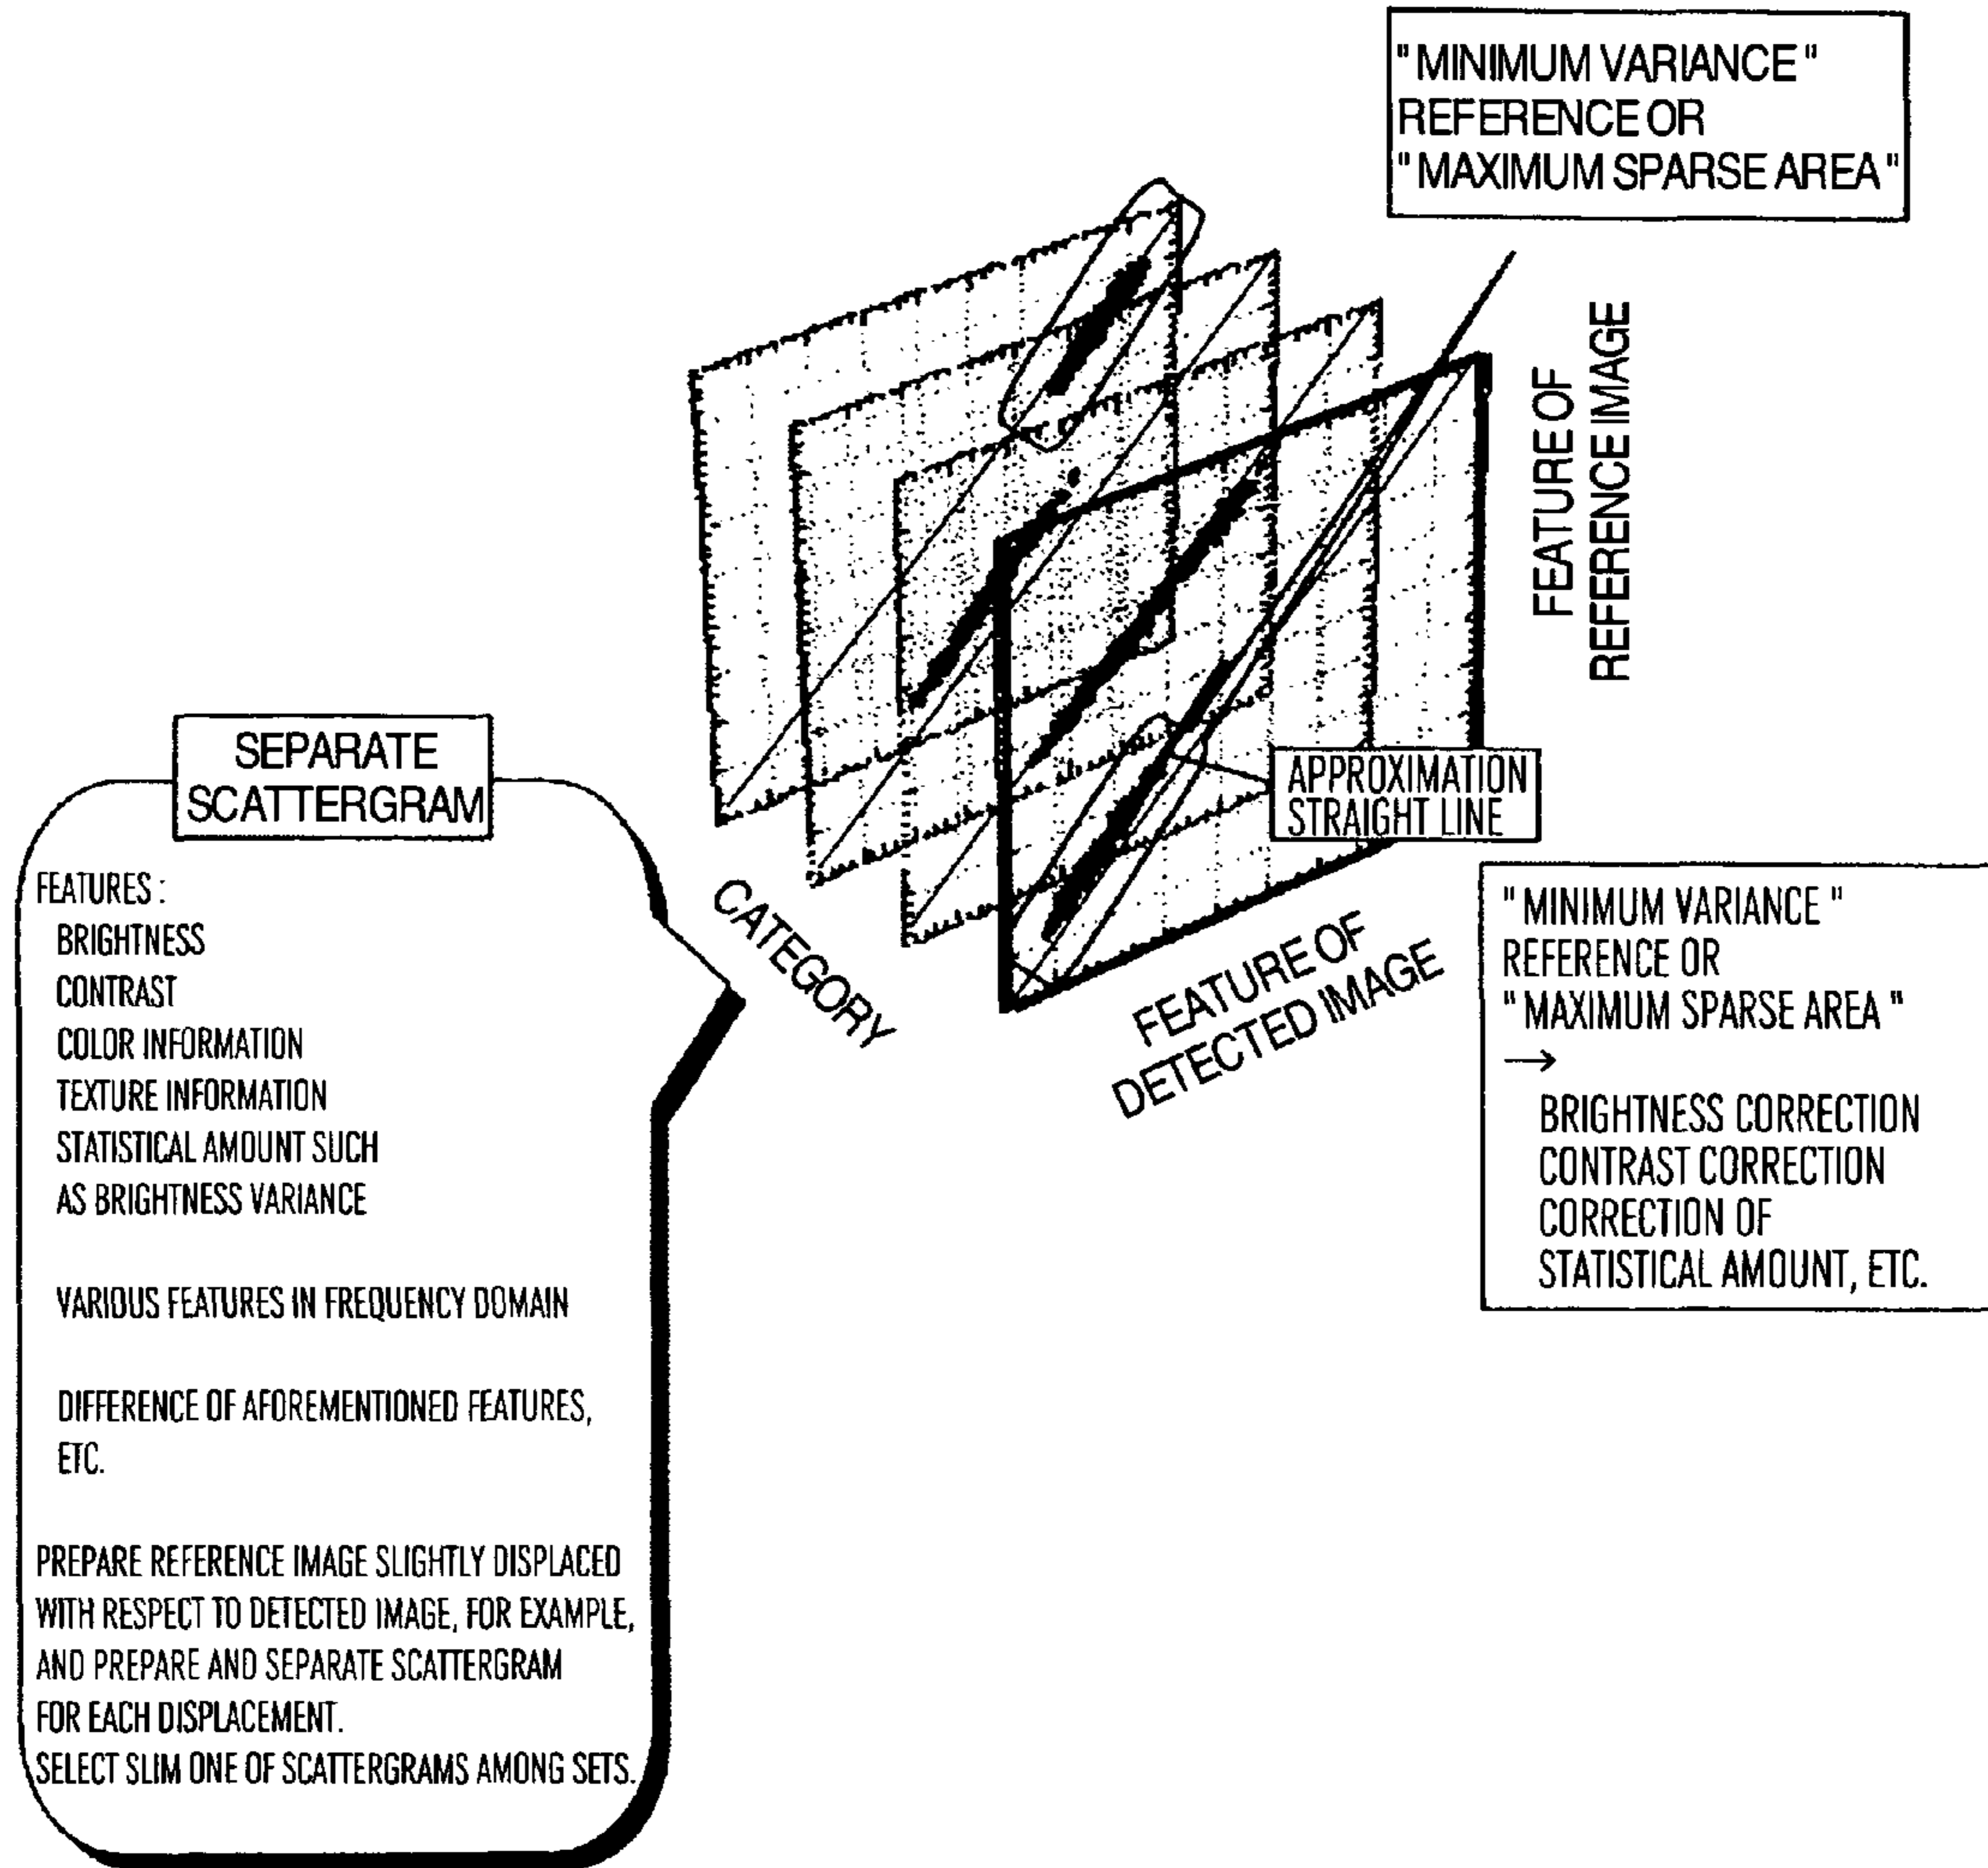 "MINIMUM VARIANCE"
REFERENCE OR
"MAXIMUM SPARSE AREA"
FEATURE OF
REFERENCE IMAGE
SEPARATE
SCATTERGRAM
FEATURES :
BRIGHTNESS
CONTRAST
COLOR INFORMATION
TEXTURE INFORMATION
STATISTICAL AMOUNT SUCH
AS BRIGHTNESS VARIANCE
VARIOUS FEATURES IN FREQUENCY DOMAIN
DIFFERENCE OF AFOREMENTIONED FEATURES,
ETC.
PREPARE REFERENCE IMAGE SLIGHTLY DISPLACED
WITH RESPECT TO DETECTED IMAGE, FOR EXAMPLE,
AND PREPARE AND SEPARATE SCATTERGRAM
FOR EACH DISPLACEMENT.
SELECT SLIM ONE OF SCATTERGRAMS AMONG SETS.
APPROXIMATION
STRAIGHT LINE
CATEGORY
FEATURE OF
DETECTED IMAGE
"MINIMUM VARIANCE"
REFERENCE OR
"MAXIMUM SPARSE AREA"
→
BRIGHTNESS CORRECTION
CONTRAST CORRECTION
CORRECTION OF
STATISTICAL AMOUNT, ETC.